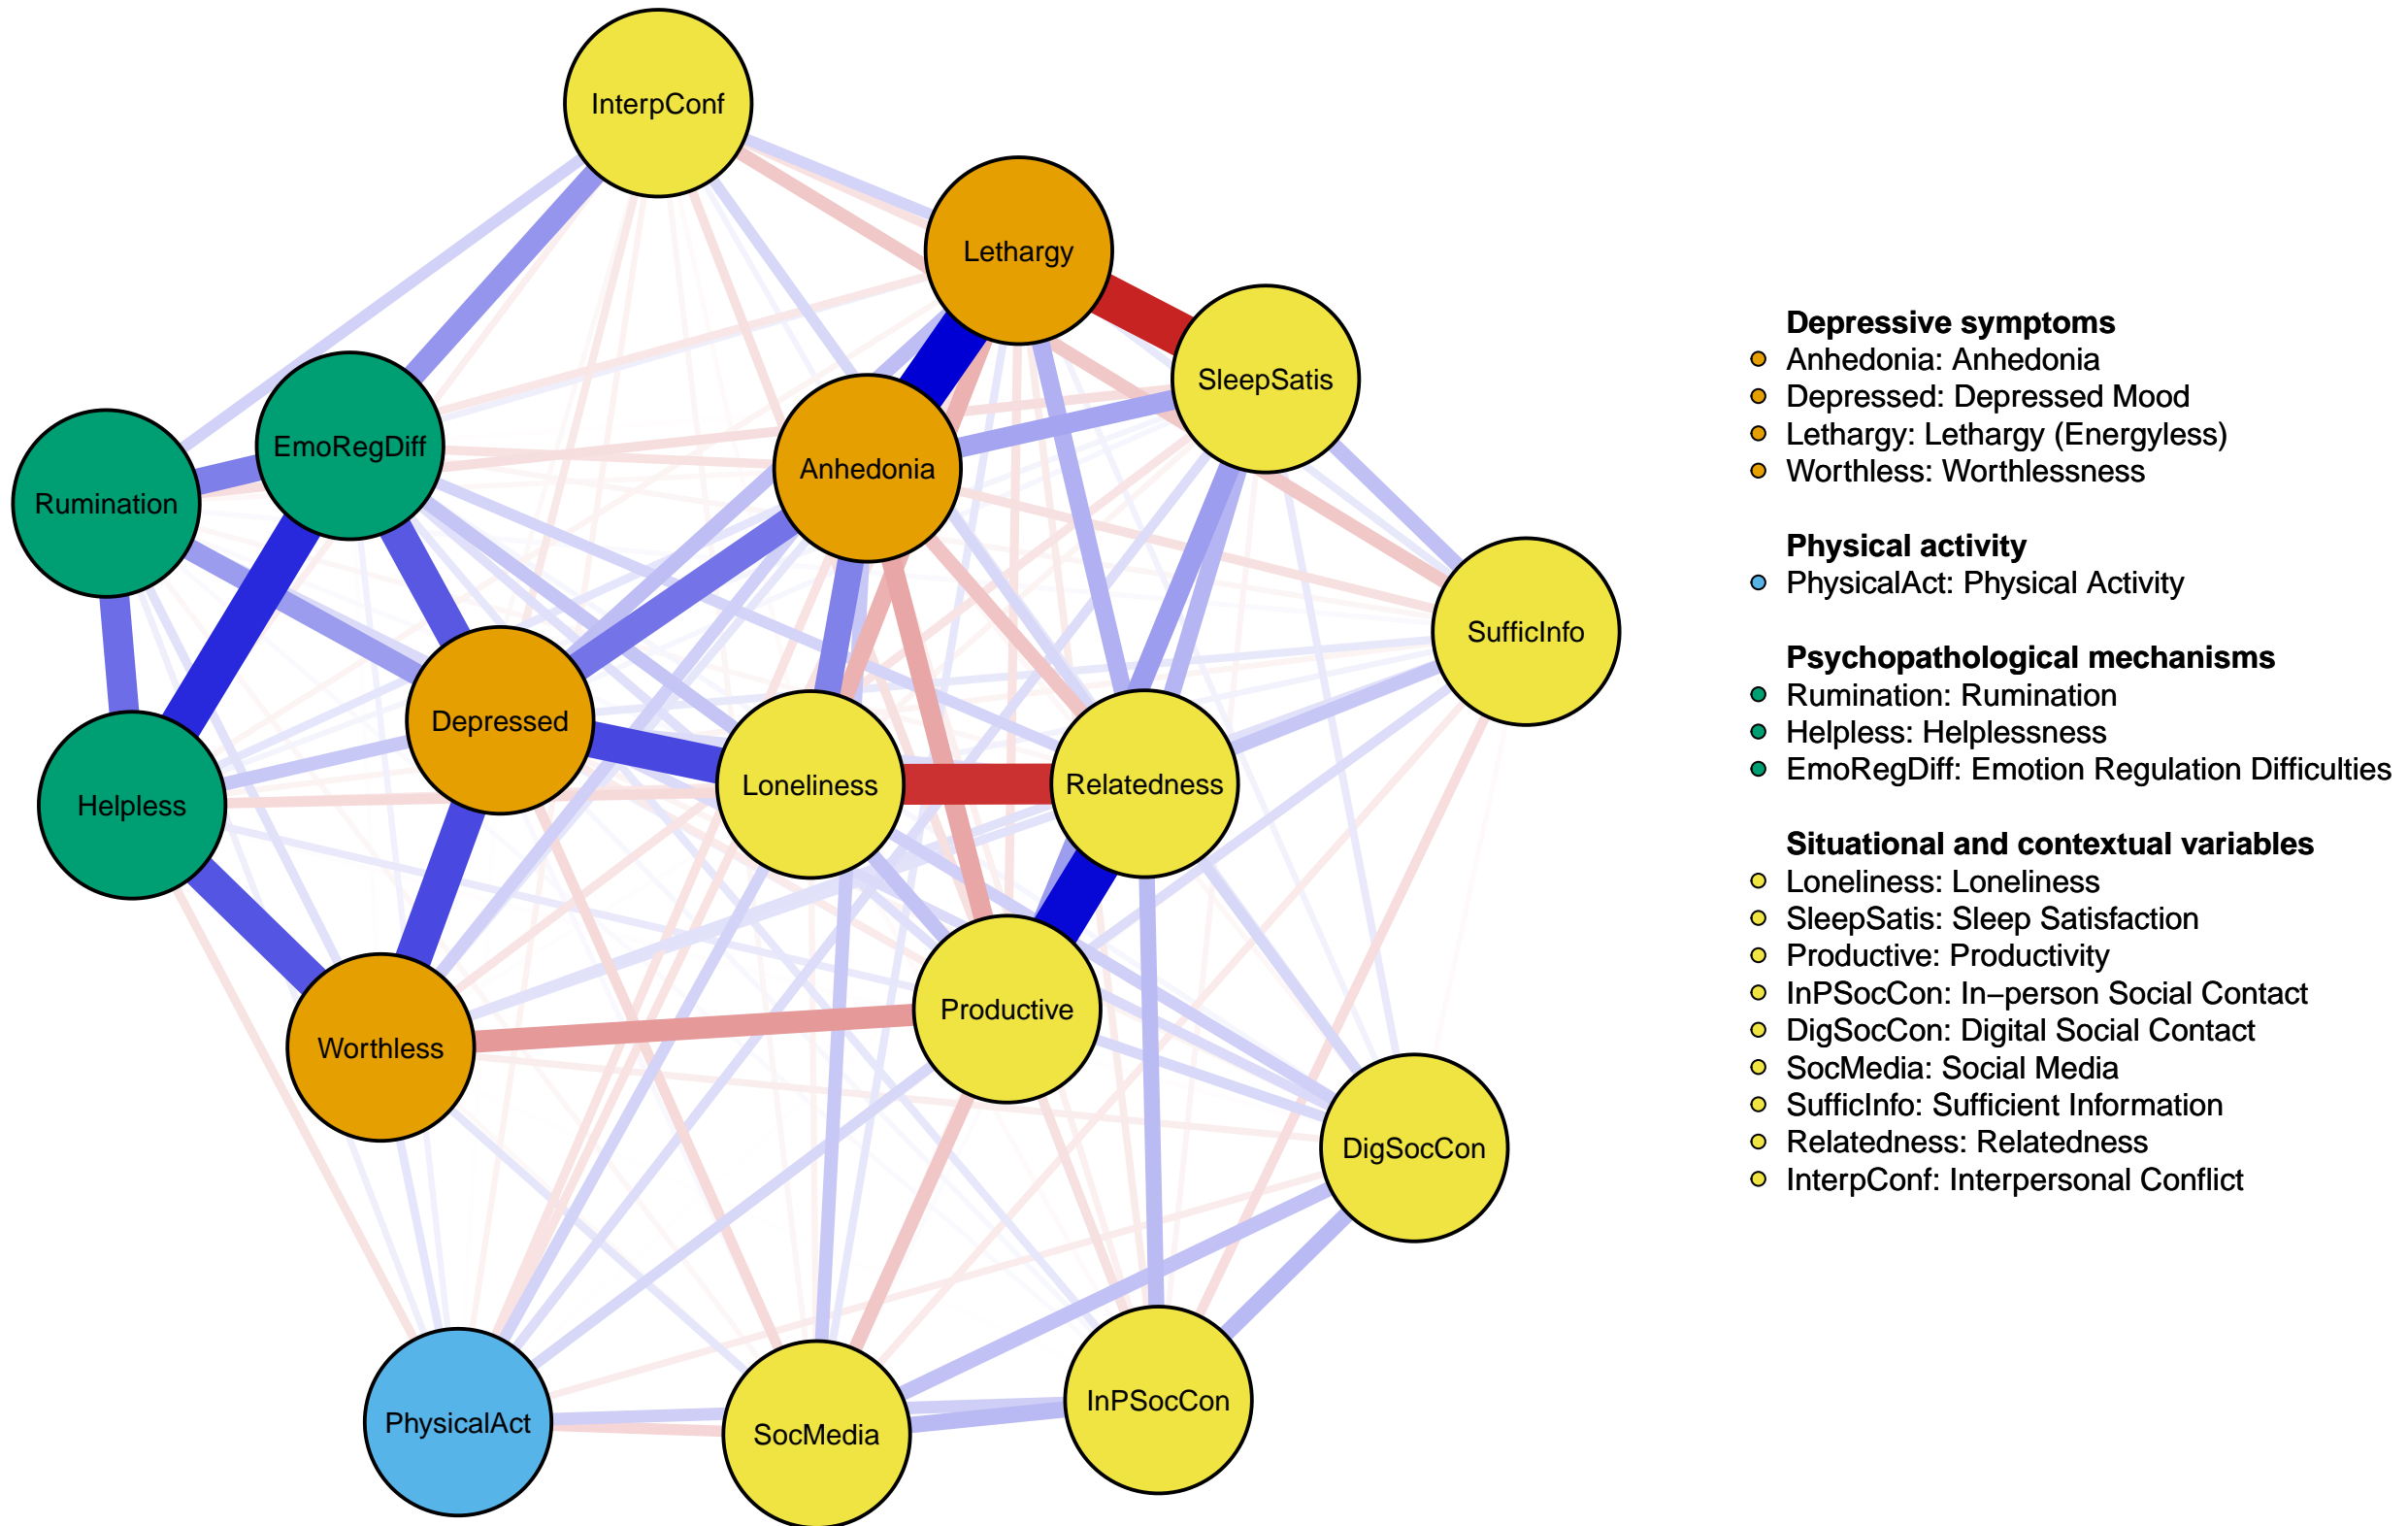 InterpConf
Lethargy
SleepSatis
EmoRegDiff
Anhedonia
Rumination
SufficInfo
Depressed
Loneliness
Relatedness
Helpless
Productive
Worthless
DigSocCon
InPSocCon
PhysicalAct
SocMedia
Depressive symptoms
Anhedonia: Anhedonia
Depressed: Depressed Mood
Lethargy: Lethargy (Energyless)
Worthless: Worthlessness
Physical activity
PhysicalAct: Physical Activity
Psychopathological mechanisms
Rumination: Rumination
Helpless: Helplessness
EmoRegDiff: Emotion Regulation Difficulties
Situational and contextual variables
Loneliness: Loneliness
SleepSatis: Sleep Satisfaction
Productive: Productivity
InPSocCon: In−person Social Contact
DigSocCon: Digital Social Contact
SocMedia: Social Media
SufficInfo: Sufficient Information
Relatedness: Relatedness
InterpConf: Interpersonal Conflict